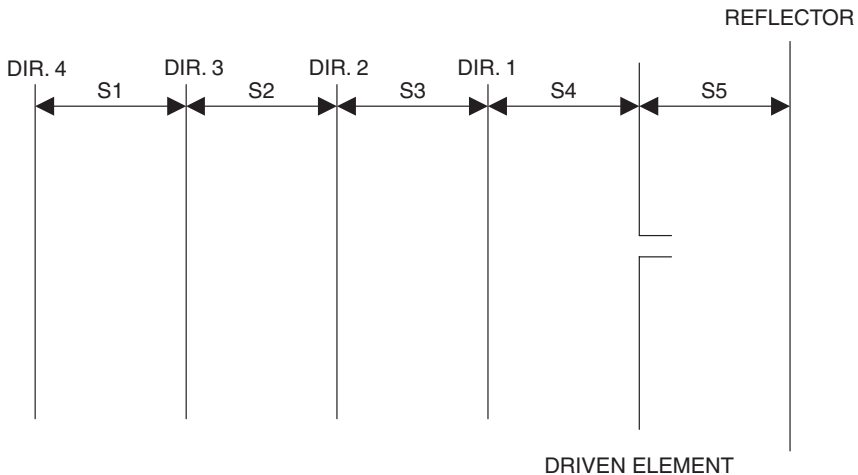 REFLECTOR
DIR. 4 DIR. 3 DIR. 2 DIR. 1
S1 S2 S3 S4 S5
DRIVEN ELEMENT